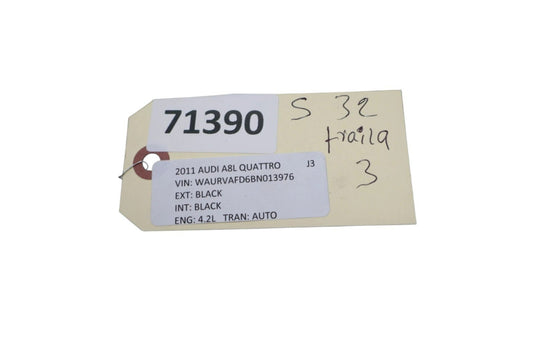 71390
2011 AUDI A8L QUATTRO J3
VIN: WAURVAFD6BN013976
EXT: BLACK
INT: BLACK
ENG: 4.2L TRAN: AUTO
S 32
fraila
3